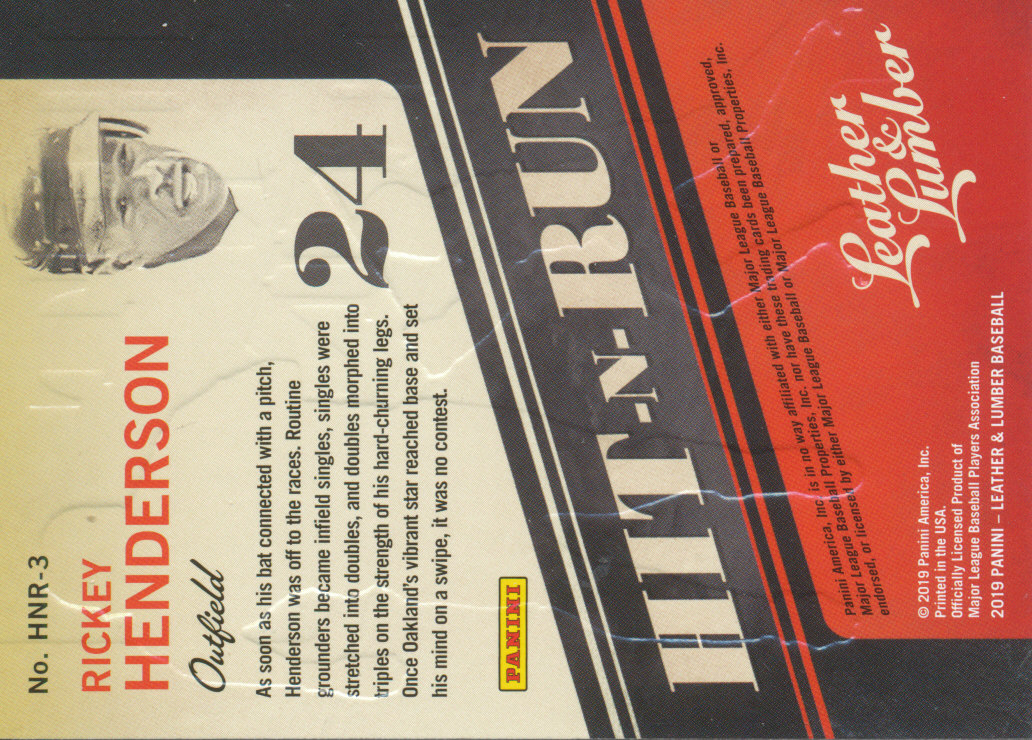 No. HNR-3
RICKEY
HENDERSON
Outfield
24
As soon as his bat connected with a pitch,
Henderson was off to the races. Routine
grounders became infield singles, singles were
stretched into doubles, and doubles morphed into
triples on the strength of his hard-churning legs.
Once Oakland's vibrant star reached base and set
his mind on a swipe, it was no contest.
PANINI
HIT-N-RUN
Panini America, Inc. is in no way affiliated with either Major League Baseball or
Major League Baseball Properties, Inc. nor have these trading cards been prepared, approved,
endorsed, or licensed by either Major League Baseball or Major League Baseball Properties, Inc.
Leather
&
Lumber
© 2019 Panini America, Inc.
Printed in the USA.
Officially Licensed Product of
Major League Baseball Players Association
2019 PANINI – LEATHER & LUMBER BASEBALL